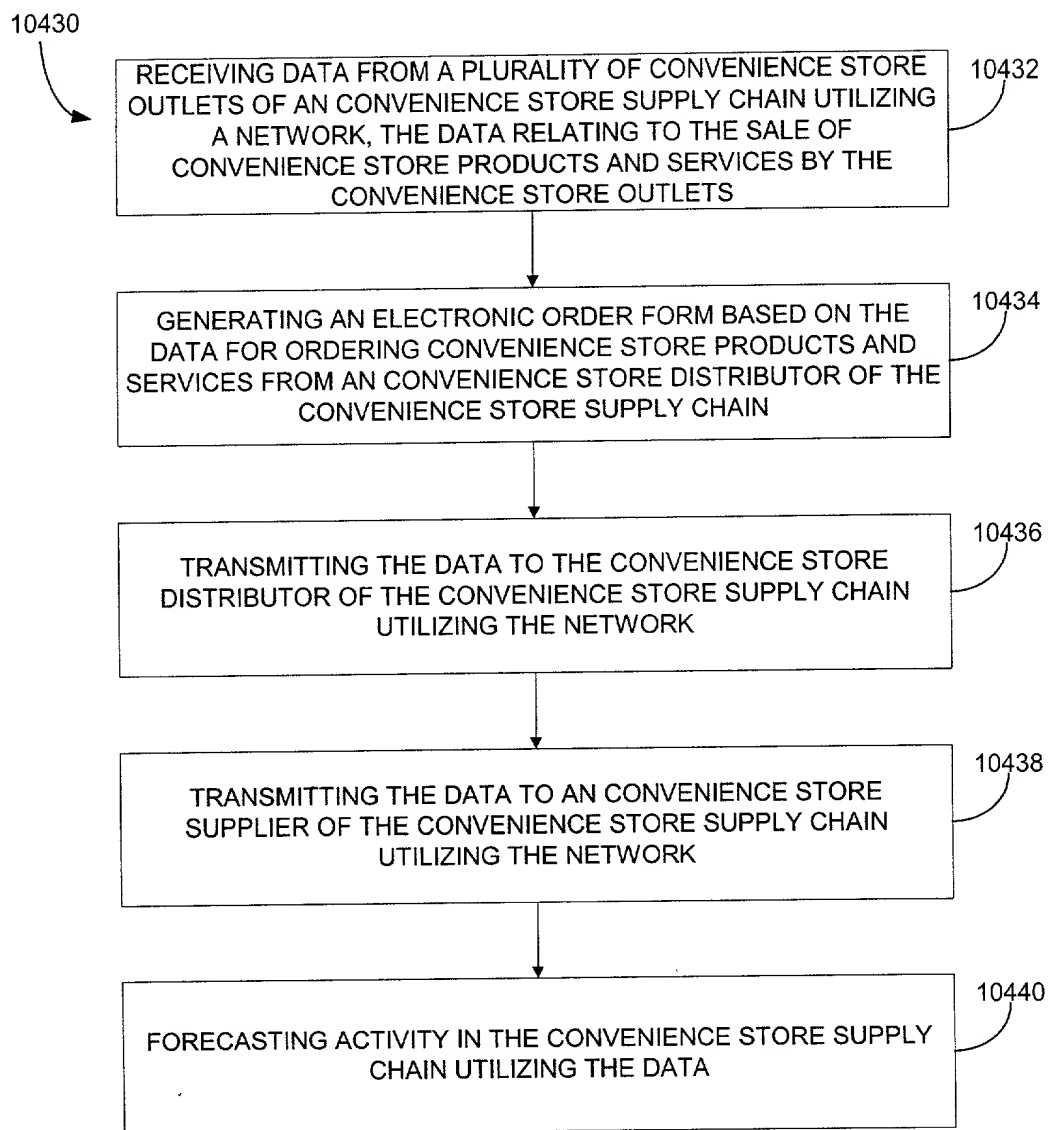 10430
RECEIVING DATA FROM A PLURALITY OF CONVENIENCE STORE
OUTLETS OF AN CONVENIENCE STORE SUPPLY CHAIN UTILIZING
A NETWORK, THE DATA RELATING TO THE SALE OF
CONVENIENCE STORE PRODUCTS AND SERVICES BY THE
CONVENIENCE STORE OUTLETS
10432
GENERATING AN ELECTRONIC ORDER FORM BASED ON THE
DATA FOR ORDERING CONVENIENCE STORE PRODUCTS AND
SERVICES FROM AN CONVENIENCE STORE DISTRIBUTOR OF THE
CONVENIENCE STORE SUPPLY CHAIN
10434
TRANSMITTING THE DATA TO THE CONVENIENCE STORE
DISTRIBUTOR OF THE CONVENIENCE STORE SUPPLY CHAIN
UTILIZING THE NETWORK
10436
TRANSMITTING THE DATA TO AN CONVENIENCE STORE
SUPPLIER OF THE CONVENIENCE STORE SUPPLY CHAIN
UTILIZING THE NETWORK
10438
FORECASTING ACTIVITY IN THE CONVENIENCE STORE SUPPLY
CHAIN UTILIZING THE DATA
10440